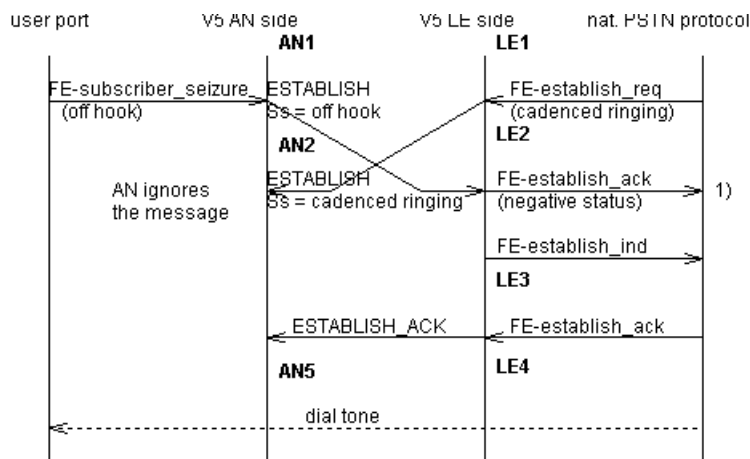 user port V5 AN side V5 LE side nat. PSTN protocol
AN1 LE1
FE-subscriber_seizure ESTABLISH FE-establish_req
(off hook) Ss = off hook (cadenced ringing)
AN2 LE2
AN ignores ESTABLISH FE-establish_ack
the message Ss = cadenced ringing (negative status) 1)
FE-establish_ind
LE3
ESTABLISH_ACK FE-establish_ack
AN5 LE4
dial tone